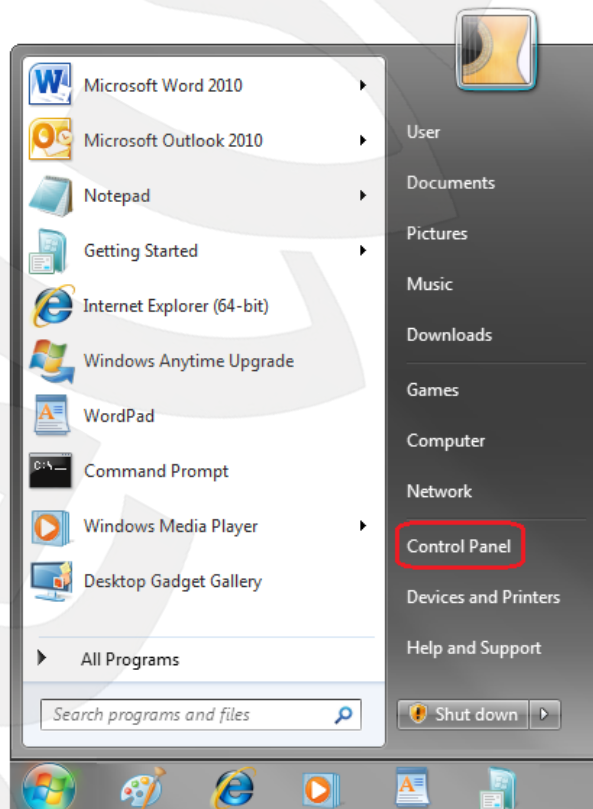 Microsoft Word 2010
Microsoft Outlook 2010
Notepad
Getting Started
Internet Explorer (64-bit)
Windows Anytime Upgrade
WordPad
C:\_
Command Prompt
Windows Media Player
Desktop Gadget Gallery
All Programs
Search programs and files
User
Documents
Pictures
Music
Downloads
Games
Computer
Network
Control Panel
Devices and Printers
Help and Support
Shut down